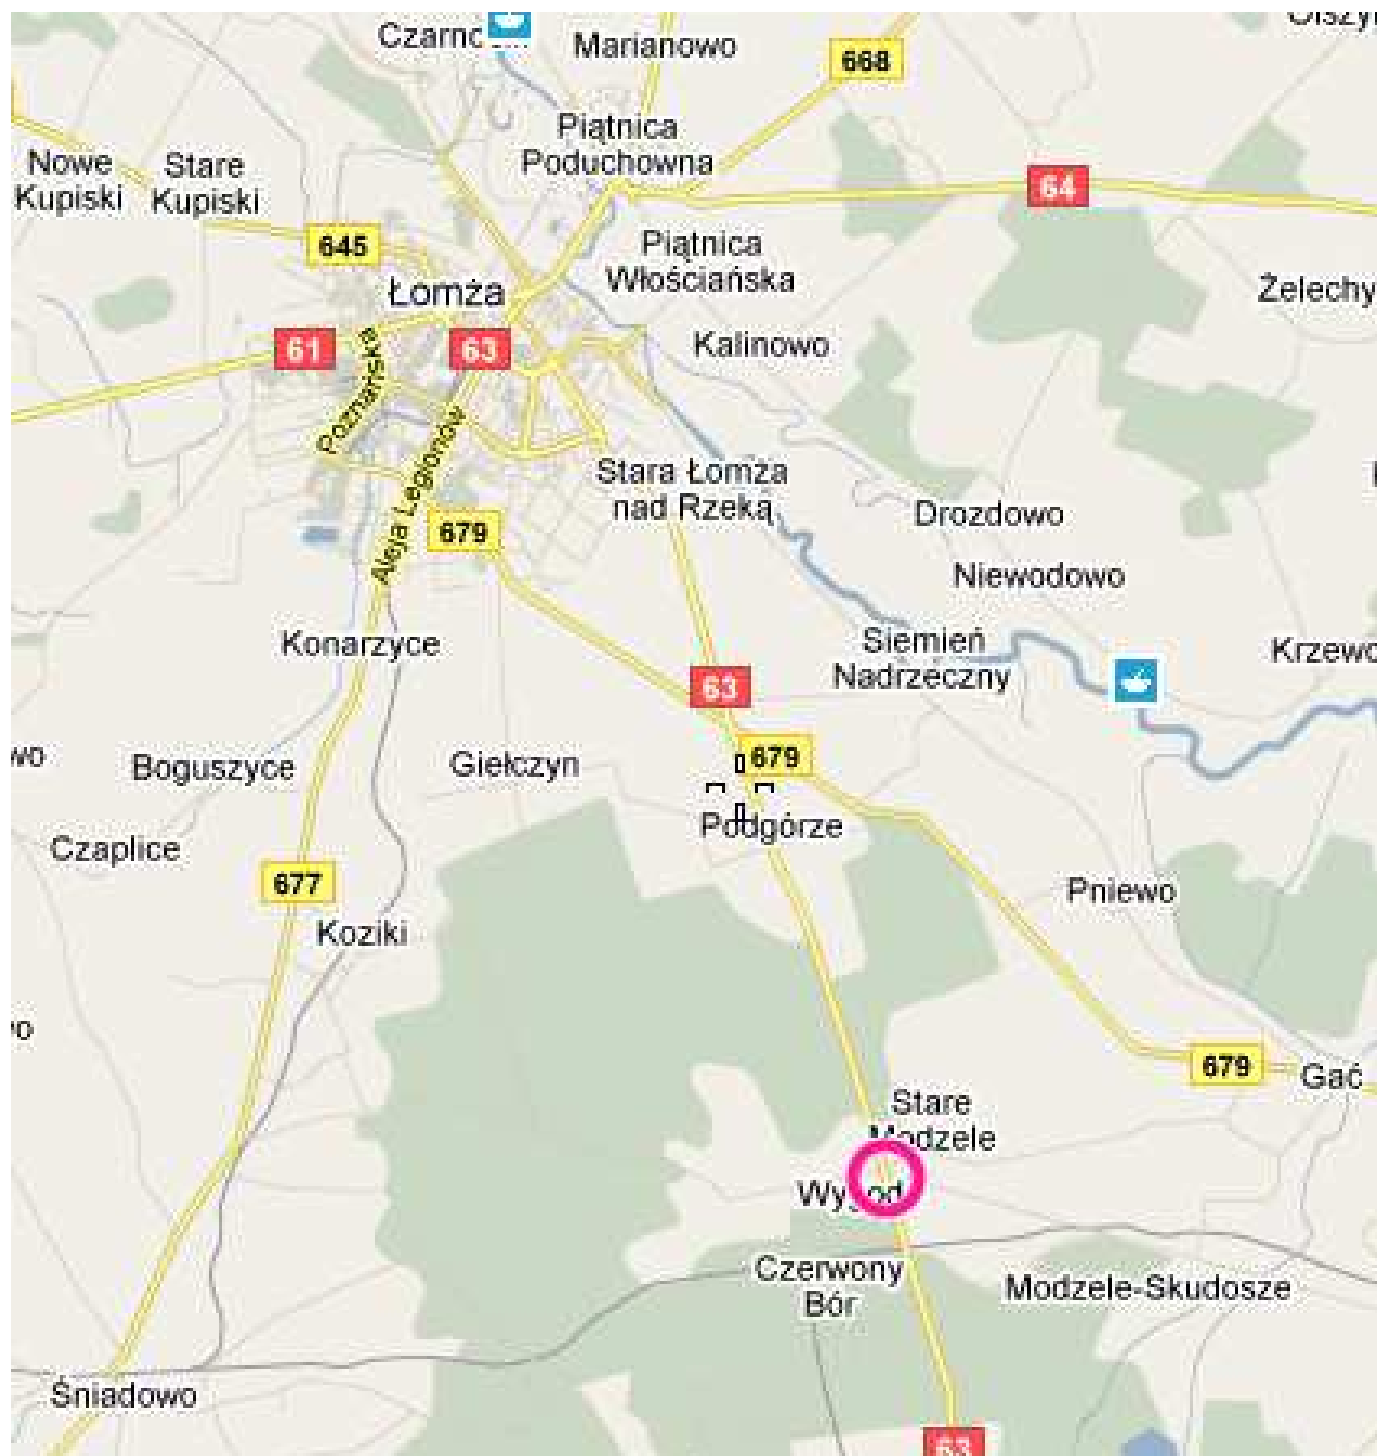 Marianowo
668
Piątnica
Poduchowna
64
Nowe
Kupiski
Stare
Kupiski
645
Piątnica
Włościańska
Łomża
Żelechy
61
63
Kalinowo
Poznańska
Aleja Legionów
Stara Łomża
nad Rzeką
Drozdowo
679
Niewodowo
Konarzyce
Siemień
Nadrzeczny
Krzewo
63
wo
Boguszyce
Giełczyn
679
Podgórze
Czaplice
677
Pniewo
Koziki
679
Gać
Stare
Modzele
Czerwony
Bór
Modzele-Skudosze
Śniadowo
63